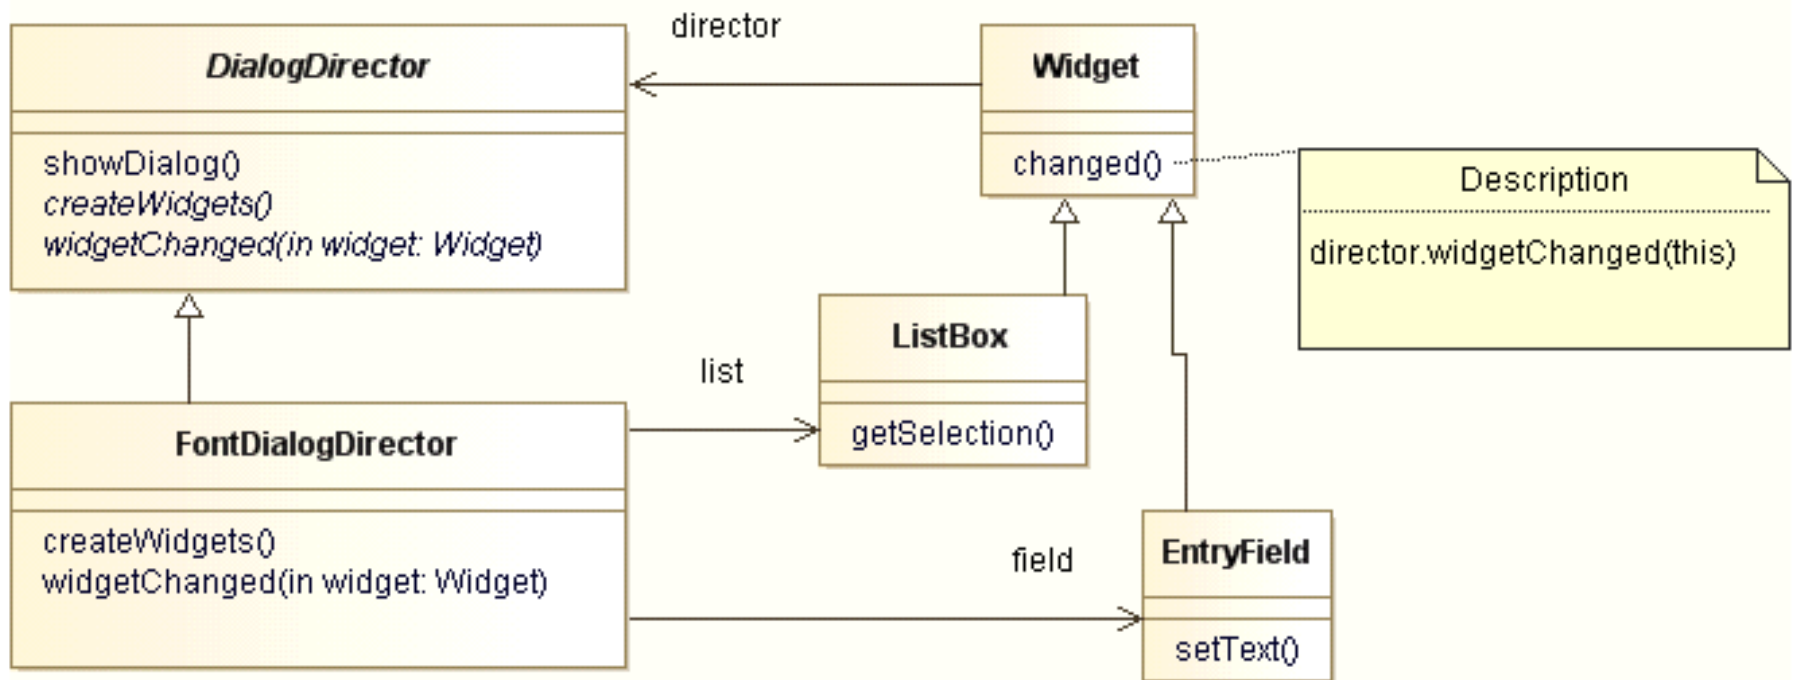 director
DialogDirector
showDialog()
createWidgets()
widgetChanged(in widget: Widget)
Widget
changed()
Description
director.widgetChanged(this)
ListBox
getSelection()
list
FontDialogDirector
createWidgets()
widgetChanged(in widget: Widget)
field
EntryField
setText()